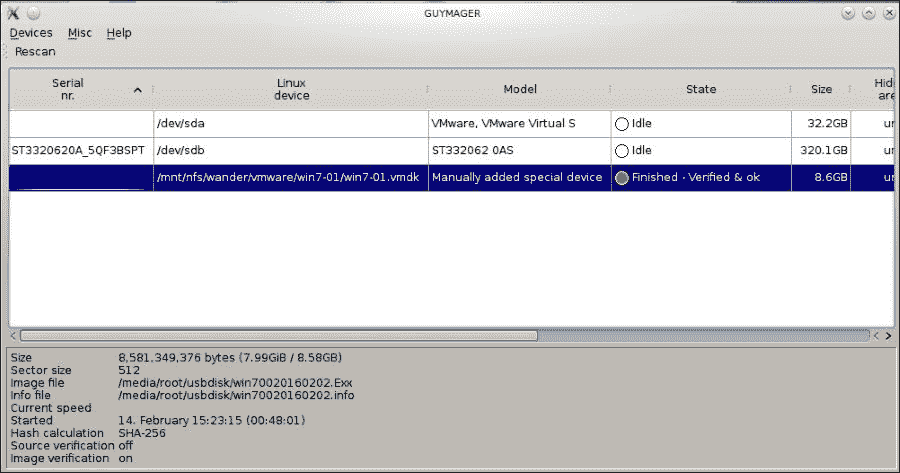 GUYMAGER
Devices Misc Help
Rescan
Serial nr. Linux device Model State Size Hid are
/dev/sda VMware, VMware Virtual S Idle 32.2GB ur
ST3320620A_5QF3BSPT /dev/sdb ST332062 0AS Idle 320.1GB ur
/mnt/nfs/wander/vmware/win7-01/win7-01.vmdk Manually added special device Finished - Verified & ok 8.6GB ur
Size 8,581,349,376 bytes (7.99GiB / 8.58GB)
Sector size 512
Image file /media/root/usbdisk/win70020160202.Exx
Info file /media/root/usbdisk/win70020160202.info
Current speed
Started 14. February 15:23:15 (00:48:01)
Hash calculation SHA-256
Source verification off
Image verification on